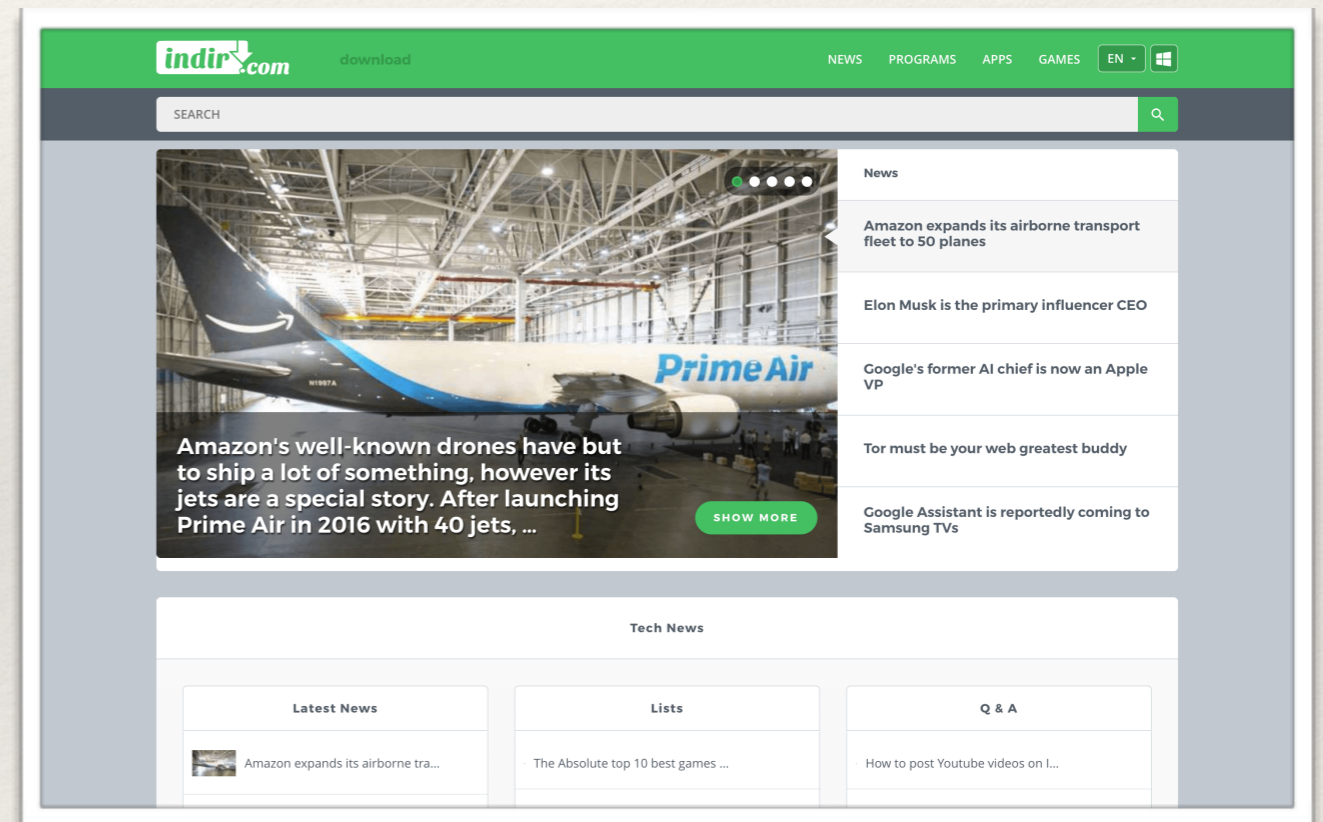 indir.com
download
NEWS PROGRAMS APPS GAMES EN
SEARCH
Prime Air
N1997A
Amazon's well-known drones have but
to ship a lot of something, however its
jets are a special story. After launching
Prime Air in 2016 with 40 jets, ...
SHOW MORE
News
Amazon expands its airborne transport
fleet to 50 planes
Elon Musk is the primary influencer CEO
Google's former AI chief is now an Apple
VP
Tor must be your web greatest buddy
Google Assistant is reportedly coming to
Samsung TVs
Tech News
Latest News
Amazon expands its airborne tra...
Lists
The Absolute top 10 best games ...
Q & A
How to post Youtube videos on I...